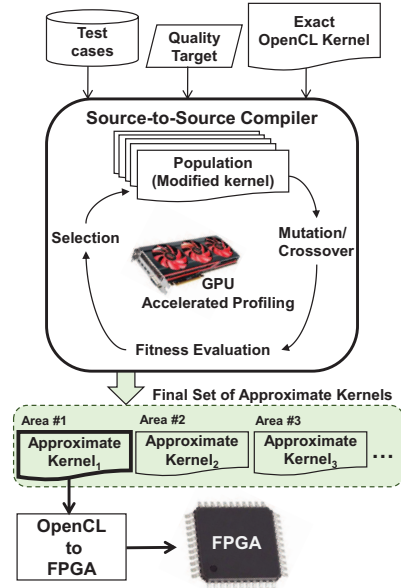 Test
cases
Quality
Target
Exact
OpenCL Kernel
Source-to-Source Compiler
Population
(Modified kernel)
Selection
Mutation/
Crossover
GPU
Accelerated Profiling
Fitness Evaluation
Final Set of Approximate Kernels
Area #1
Area #2
Area #3
Approximate
Kernel₁
Approximate
Kernel₂
Approximate
Kernel₃
...
OpenCL
to
FPGA
FPGA